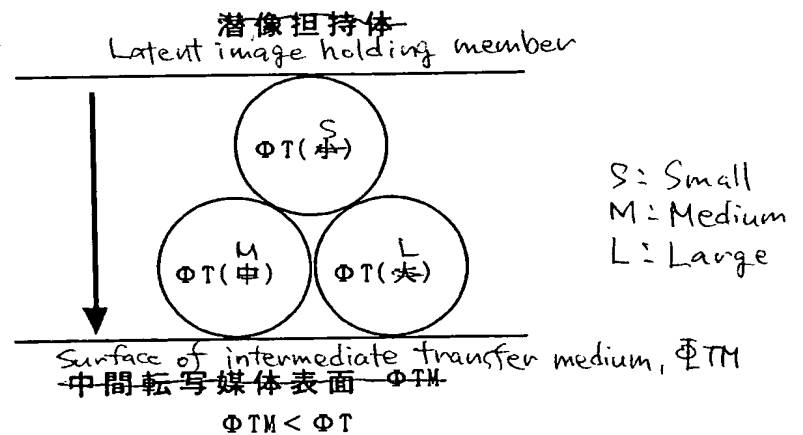 潜像担持体
Latent image holding member
S
ΦT(小)
S: Small
M: Medium
L: Large
M
ΦT(中)
L
ΦT(大)
Surface of intermediate transfer medium, ΦTM
中間転写媒体表面 ΦTM
ΦTM < ΦT